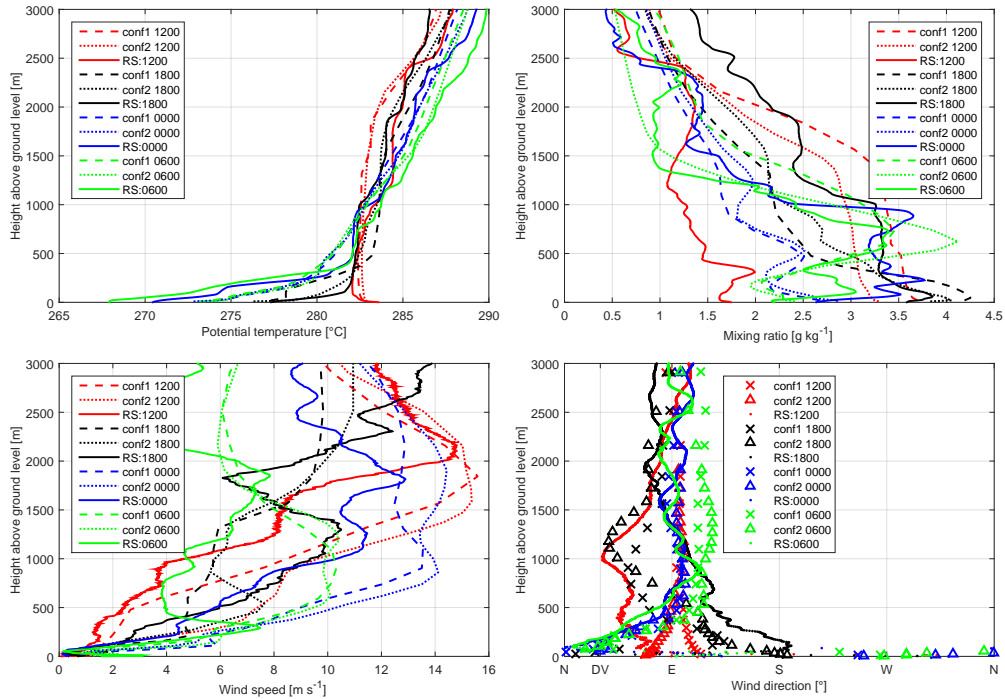 3000
2500
2000
1500
1000
500
0
Height above ground level [m]
conf1 1200
conf2 1200
RS:1200
conf1 1800
conf2 1800
RS:1800
conf1 0000
conf2 0000
RS:0000
conf1 0600
conf2 0600
RS:0600
265 270 275 280 285 290
Potential temperature [°C]
3000
2500
2000
1500
1000
500
0
Height above ground level [m]
conf1 1200
conf2 1200
RS:1200
conf1 1800
conf2 1800
RS:1800
conf1 0000
conf2 0000
RS:0000
conf1 0600
conf2 0600
RS:0600
0 0.5 1 1.5 2 2.5 3 3.5 4 4.5
Mixing ratio [g kg-1]
3000
2500
2000
1500
1000
500
0
Height above ground level [m]
conf1 1200
conf2 1200
RS:1200
conf1 1800
conf2 1800
RS:1800
conf1 0000
conf2 0000
RS:0000
conf1 0600
conf2 0600
RS:0600
0 2 4 6 8 10 12 14 16
Wind speed [m s-1]
3000
2500
2000
1500
1000
500
0
Height above ground level [m]
conf1 1200
conf2 1200
RS:1200
conf1 1800
conf2 1800
RS:1800
conf1 0000
conf2 0000
RS:0000
conf1 0600
conf2 0600
RS:0600
N DV E S W N
Wind direction [°]